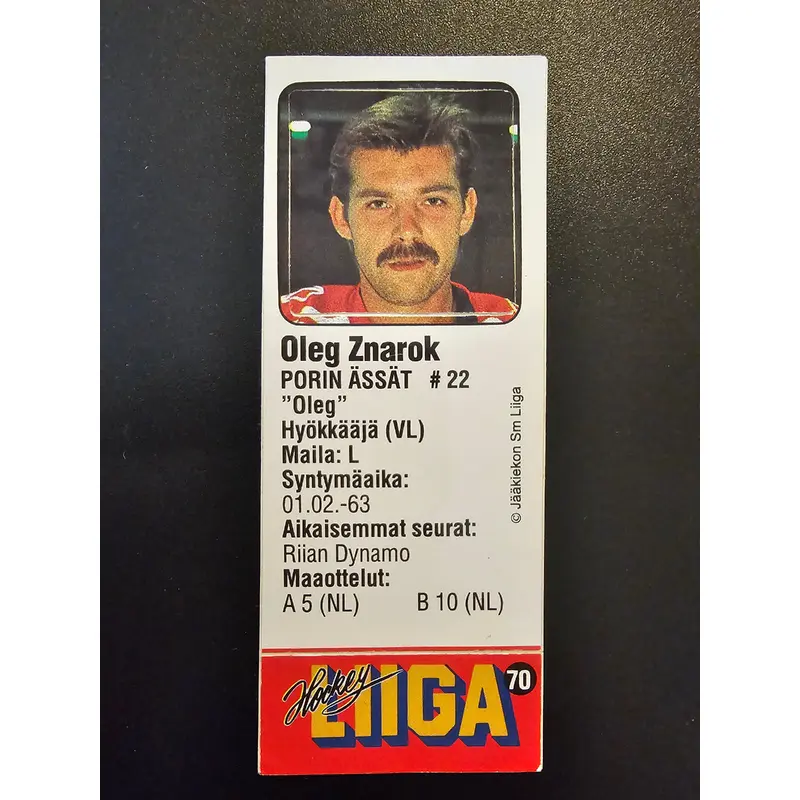 Oleg Znarok
PORIN ÄSSÄT # 22
”Oleg”
Hyökkääjä (VL)
Maila: L
Syntymäaika:
01.02.-63
Aikaisemmat seurat:
Riian Dynamo
Maaottelut:
A 5 (NL) B 10 (NL)
© Jääkiekon Sm Liiga
Hockey
LIIGA
70